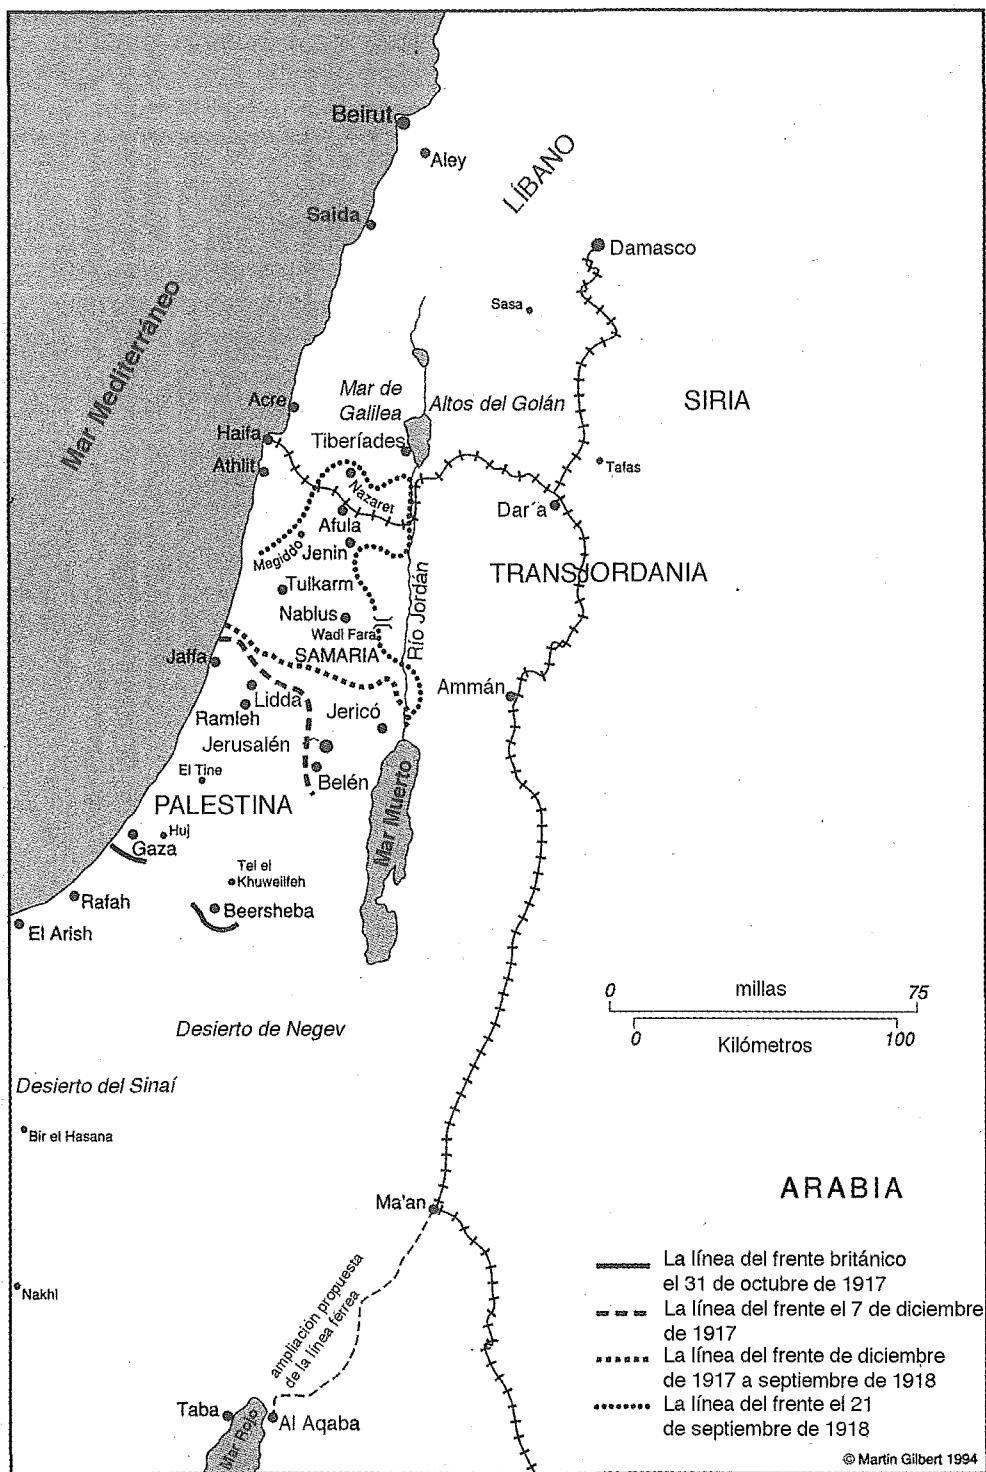 Beirut
Aley
LÍBANO
Saida
Damasco
Sasa
Mar Mediterráneo
Mar de
Galilea
Altos del Golán
SIRIA
Acre
Haifa
Tiberíades
Athlit
Tafas
Nazaret
Dar´a
Afula
Megiddo
Jenin
TRANSJORDANIA
Tulkarm
Río Jordán
Nablus
Wadi Fara
SAMARIA
Jaffa
Ammán
Lidda
Ramleh
Jericó
Jerusalén
El Tine
Belén
PALESTINA
Mar Muerto
Huj
Gaza
Tel el
Khuweilfeh
Rafah
Beersheba
El Arish
0 millas 75
0 Kilómetros 100
Desierto de Negev
Desierto del Sinaí
Bir el Hasana
ARABIA
Ma'an
Nakhl
ampliación propuesta
de la línea férrea
Taba
Al Aqaba
Mar Rojo
La línea del frente británico
el 31 de octubre de 1917
La línea del frente el 7 de diciembre
de 1917
La línea del frente de diciembre
de 1917 a septiembre de 1918
La línea del frente el 21
de septiembre de 1918
© Martin Gilbert 1994